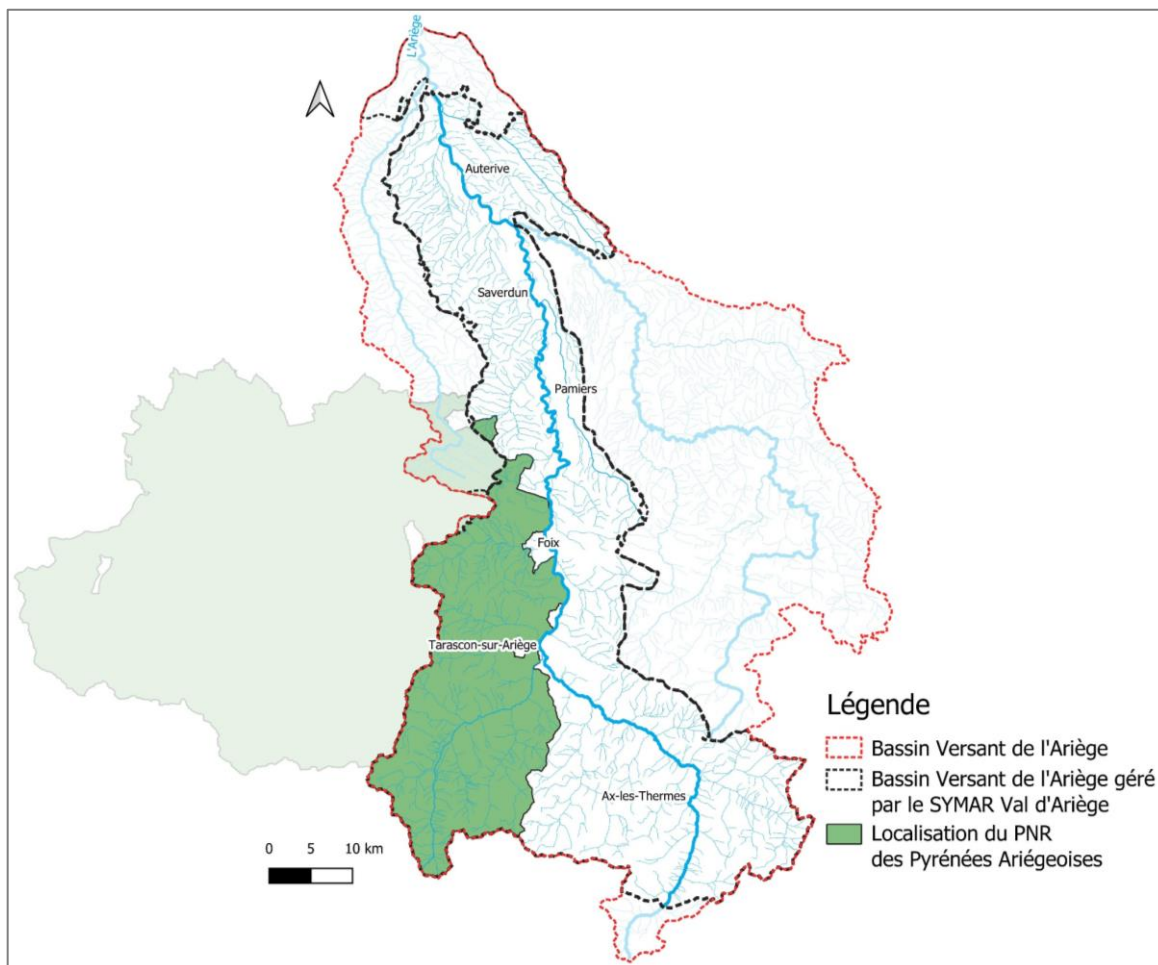 L'Ariège
Auterive
Saverdun
Pamiers
Foix
Tarascon-sur-Ariège
Ax-les-Thermes
Légende
Bassin Versant de l'Ariège
Bassin Versant de l'Ariège géré
par le SYMAR Val d'Ariège
Localisation du PNR
des Pyrénées Ariégeoises
0 5 10 km